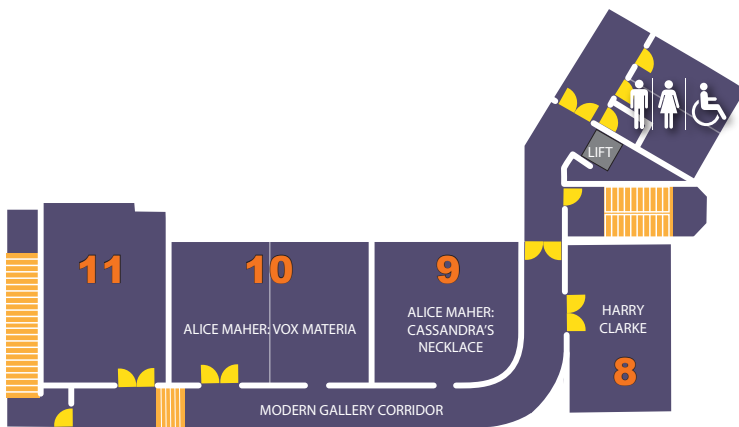 LIFT
11
10
ALICE MAHER: VOX MATERIA
9
ALICE MAHER:
CASSANDRA'S
NECKLACE
HARRY
CLARKE
8
MODERN GALLERY CORRIDOR